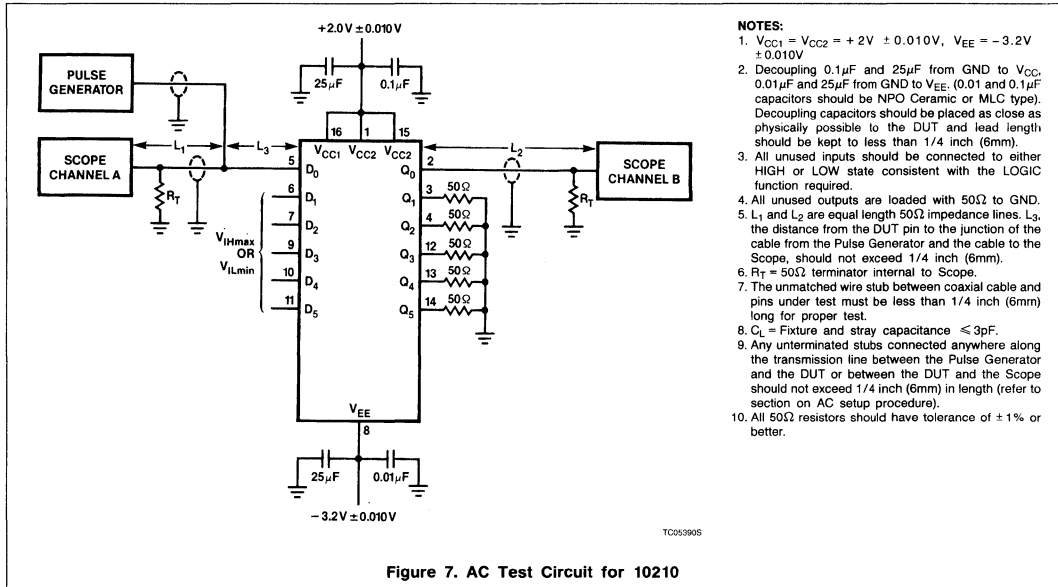 +2.0V ± 0.010V
PULSE
GENERATOR
25μF
0.1μF
L1
L3
16 1 15
VCC1 VCC2 VCC2
L2
SCOPE
CHANNEL A
5
D0
2
Q0
SCOPE
CHANNEL B
RT
RT
6
D1
3
Q1
50Ω
7
D2
4
Q2
50Ω
VIHmax
OR
VILmin
9
D3
12
Q3
50Ω
10
D4
13
Q4
50Ω
11
D5
14
Q5
50Ω
VEE
8
25μF
0.01μF
−3.2V ± 0.010V
TC05390S
NOTES:
1. VCC1 = VCC2 = + 2V ± 0.010V, VEE = − 3.2V
± 0.010V
2. Decoupling 0.1μF and 25μF from GND to VCC,
0.01μF and 25μF from GND to VEE. (0.01 and 0.1μF
capacitors should be NPO Ceramic or MLC type).
Decoupling capacitors should be placed as close as
physically possible to the DUT and lead length
should be kept to less than 1/4 inch (6mm).
3. All unused inputs should be connected to either
HIGH or LOW state consistent with the LOGIC
function required.
4. All unused outputs are loaded with 50Ω to GND.
5. L1 and L2 are equal length 50Ω impedance lines. L3,
the distance from the DUT pin to the junction of the
cable from the Pulse Generator and the cable to the
Scope, should not exceed 1/4 inch (6mm).
6. RT = 50Ω terminator internal to Scope.
7. The unmatched wire stub between coaxial cable and
pins under test must be less than 1/4 inch (6mm)
long for proper test.
8. CL = Fixture and stray capacitance ≤ 3pF.
9. Any unterminated stubs connected anywhere along
the transmission line between the Pulse Generator
and the DUT or between the DUT and the Scope
should not exceed 1/4 inch (6mm) in length (refer to
section on AC setup procedure).
10. All 50Ω resistors should have tolerance of ± 1% or
better.
Figure 7. AC Test Circuit for 10210